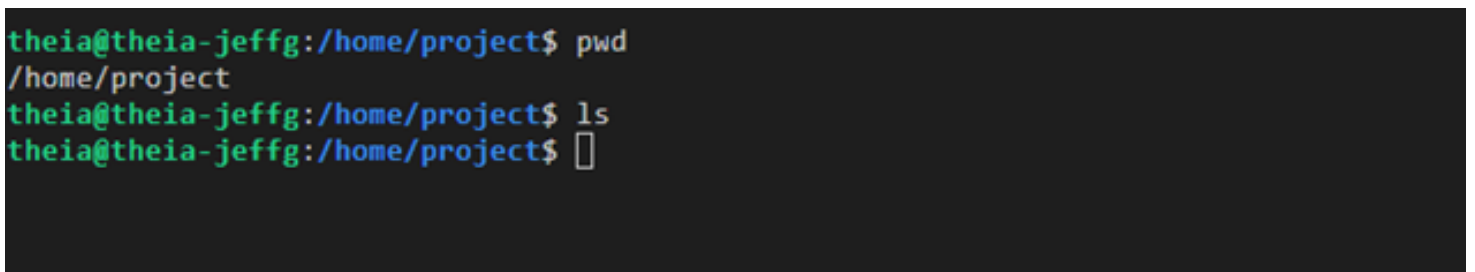 theia@theia-jeffg:/home/project$ pwd
/home/project
theia@theia-jeffg:/home/project$ ls
theia@theia-jeffg:/home/project$